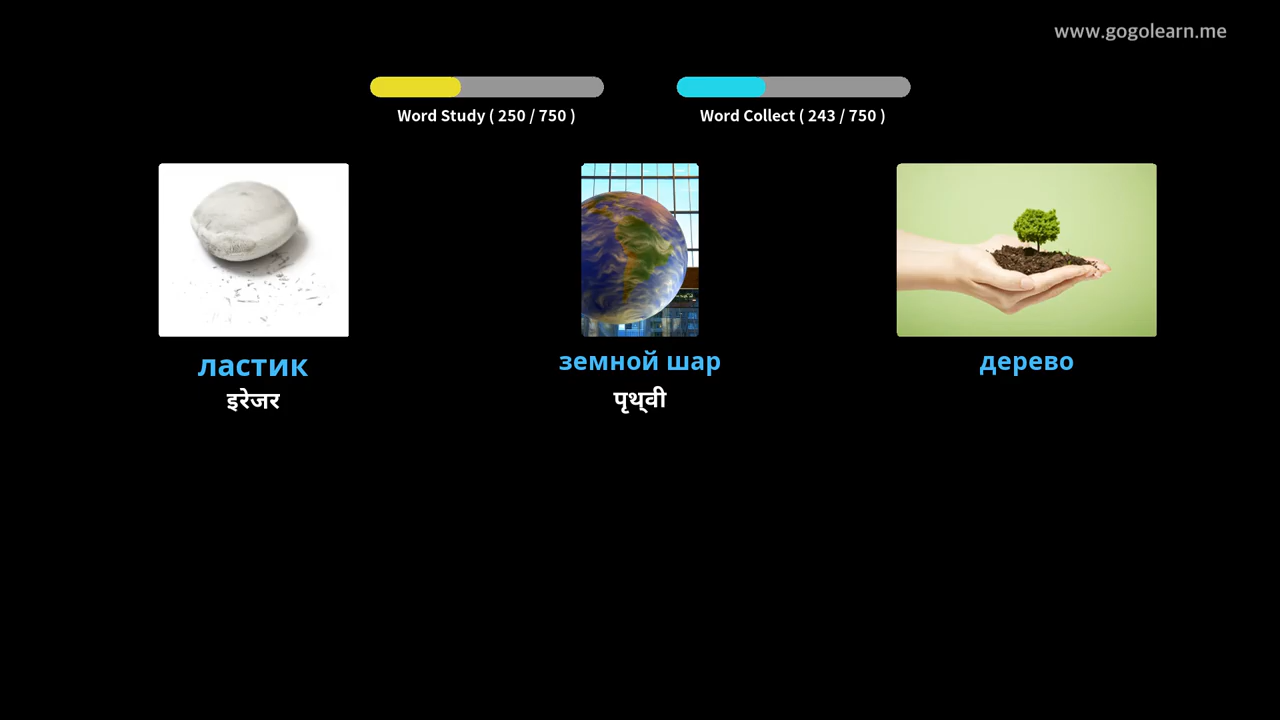 www.gogolearn.me
Word Study ( 250 / 750 )
Word Collect ( 243 / 750 )
ластик
земной шар
дерево
इरेजर
पृथ्वी